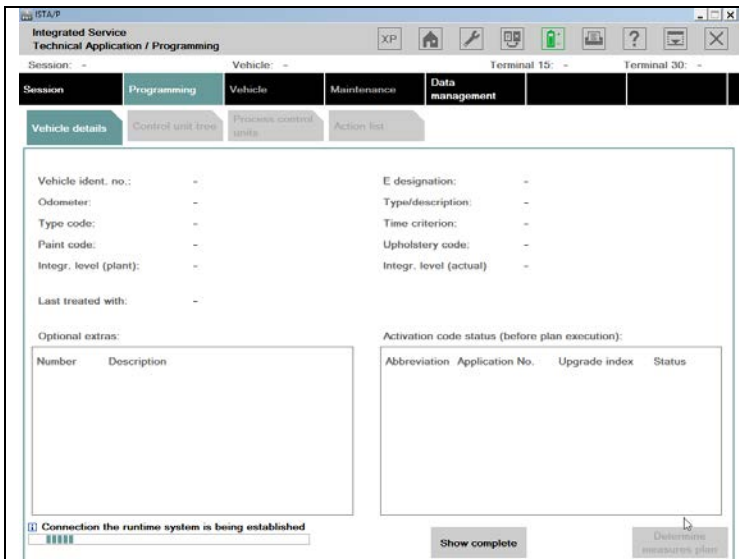 ISTA/P
Integrated Service
Technical Application / Programming
XP
?
Session: -
Vehicle: -
Terminal 15: -
Terminal 30: -
Session
Programming
Vehicle
Maintenance
Data
management
Vehicle details
Control unit tree
Process control
units
Action list
Vehicle ident. no.: -
E designation: -
Odometer: -
Type/description: -
Type code: -
Time criterion: -
Paint code: -
Upholstery code: -
Integr. level (plant): -
Integr. level (actual) -
Last treated with: -
Optional extras:
Activation code status (before plan execution):
Number Description
Abbreviation Application No. Upgrade index Status
Connection the runtime system is being established
Show complete
Determine
measures plan